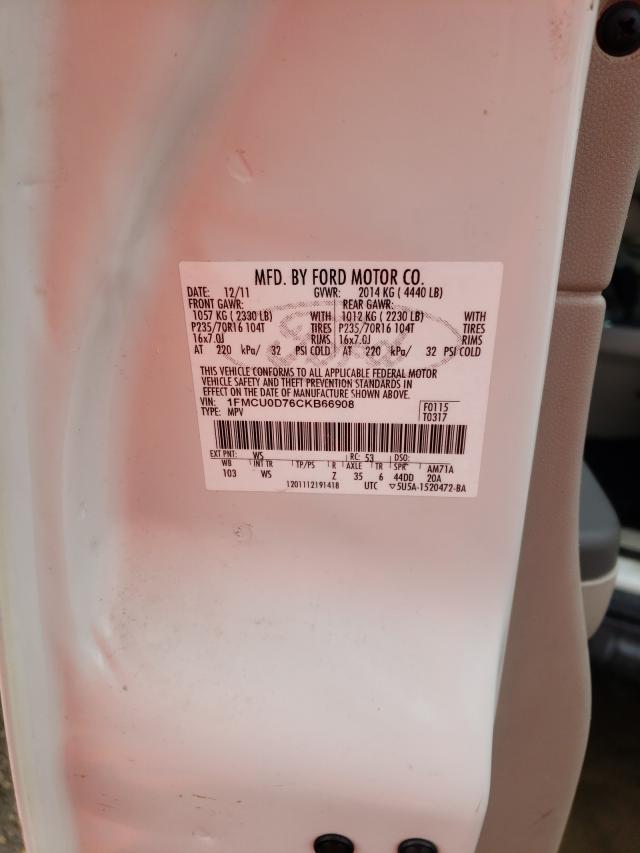 MFD. BY FORD MOTOR CO.
DATE: 12/11 GVWR: 2014 KG ( 4440 LB)
FRONT GAWR: REAR GAWR:
1057 KG ( 2330 LB) WITH 1012 KG ( 2230 LB) WITH
P235/70R16 104T TIRES P235/70R16 104T TIRES
16x7.0J RIMS 16x7.0J RIMS
AT 220 kPa/ 32 PSI COLD AT 220 kPa/ 32 PSI COLD
THIS VEHICLE CONFORMS TO ALL APPLICABLE FEDERAL MOTOR
VEHICLE SAFETY AND THEFT PREVENTION STANDARDS IN
EFFECT ON THE DATE OF MANUFACTURE SHOWN ABOVE.
VIN: 1FMCU0D76CKB66908 F0115
TYPE: MPV T0317
EXT PNT: WS RC: 53 DSO:
WB INT TR TP/PS R AXLE TR SPR AM71A
103 WS Z 35 6 44DD 20A
1201112191418 UTC ▽5U5A-1520472-BA